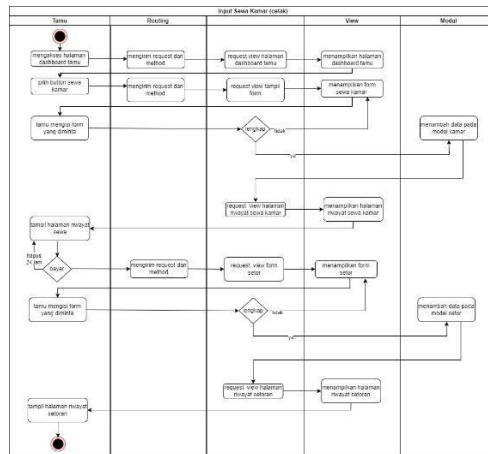 Input Sewa Kamar (cetak)
Tamu
Routing
View
Modul
mengakses halaman
dashboard tamu
mengirim request dan
method
request view halaman
dashboard tamu
menampilkan halaman
dashboard tamu
pilih button sewa
kamar
mengirim request dan
method
request view tampil
form
menampilkan form
sewa kamar
tamu mengisi form
yang diminta
lengkap
tidak
ya
menambah data pada
model kamar
request view halaman
riwayat sewa kamar
menampilkan halaman
riwayat sewa kamar
tampil halaman riwayat
sewa
hapus
24 jam
bayar
mengirim request dan
method
request view form
setor
menampilkan form
setor
tamu mengisi form
yang diminta
lengkap
tidak
ya
menambah data pada
model setor
request view halaman
riwayat setoran
menampilkan halaman
riwayat setoran
tampil halaman riwayat
setoran